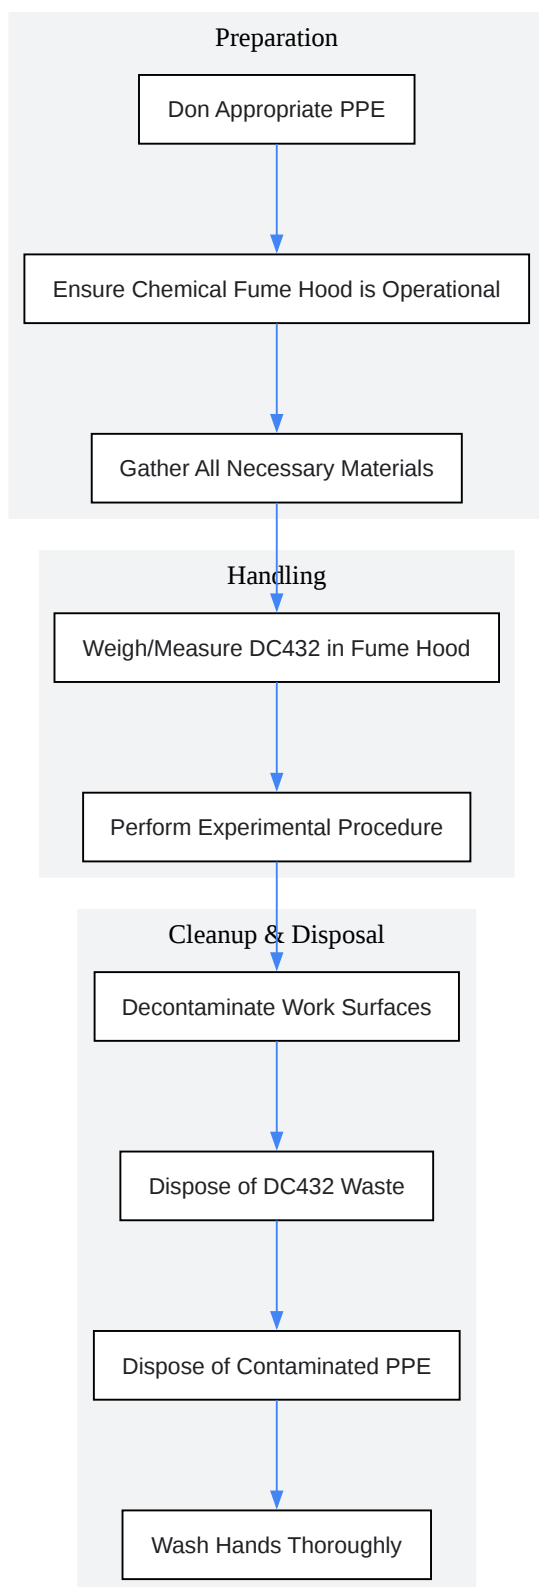 Preparation
Don Appropriate PPE
Ensure Chemical Fume Hood is Operational
Gather All Necessary Materials
Handling
Weigh/Measure DC432 in Fume Hood
Perform Experimental Procedure
Cleanup & Disposal
Decontaminate Work Surfaces
Dispose of DC432 Waste
Dispose of Contaminated PPE
Wash Hands Thoroughly